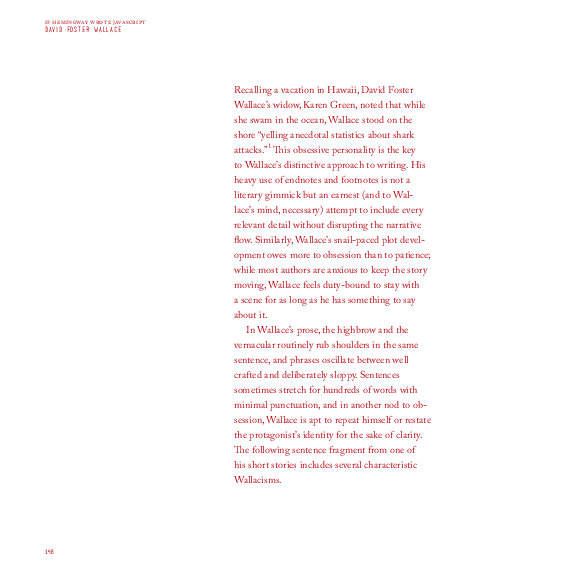 IF HEMINGWAY WROTE JAVASCRIPT
DAVID FOSTER WALLACE
Recalling a vacation in Hawaii, David Foster
Wallace's widow, Karen Green, noted that while
she swam in the ocean, Wallace stood on the
shore “yelling anecdotal statistics about shark
attacks.”1 This obsessive personality is the key
to Wallace's distinctive approach to writing. His
heavy use of endnotes and footnotes is not a
literary gimmick but an earnest (and to Wal-
lace's mind, necessary) attempt to include every
relevant detail without disrupting the narrative
flow. Similarly, Wallace's snail-paced plot devel-
opment owes more to obsession than to patience;
while most authors are anxious to keep the story
moving, Wallace feels duty-bound to stay with
a scene for as long as he has something to say
about it.
In Wallace's prose, the highbrow and the
vernacular routinely rub shoulders in the same
sentence, and phrases oscillate between well
crafted and deliberately sloppy. Sentences
sometimes stretch for hundreds of words with
minimal punctuation, and in another nod to ob-
session, Wallace is apt to repeat himself or restate
the protagonist's identity for the sake of clarity.
The following sentence fragment from one of
his short stories includes several characteristic
Wallacisms.
148